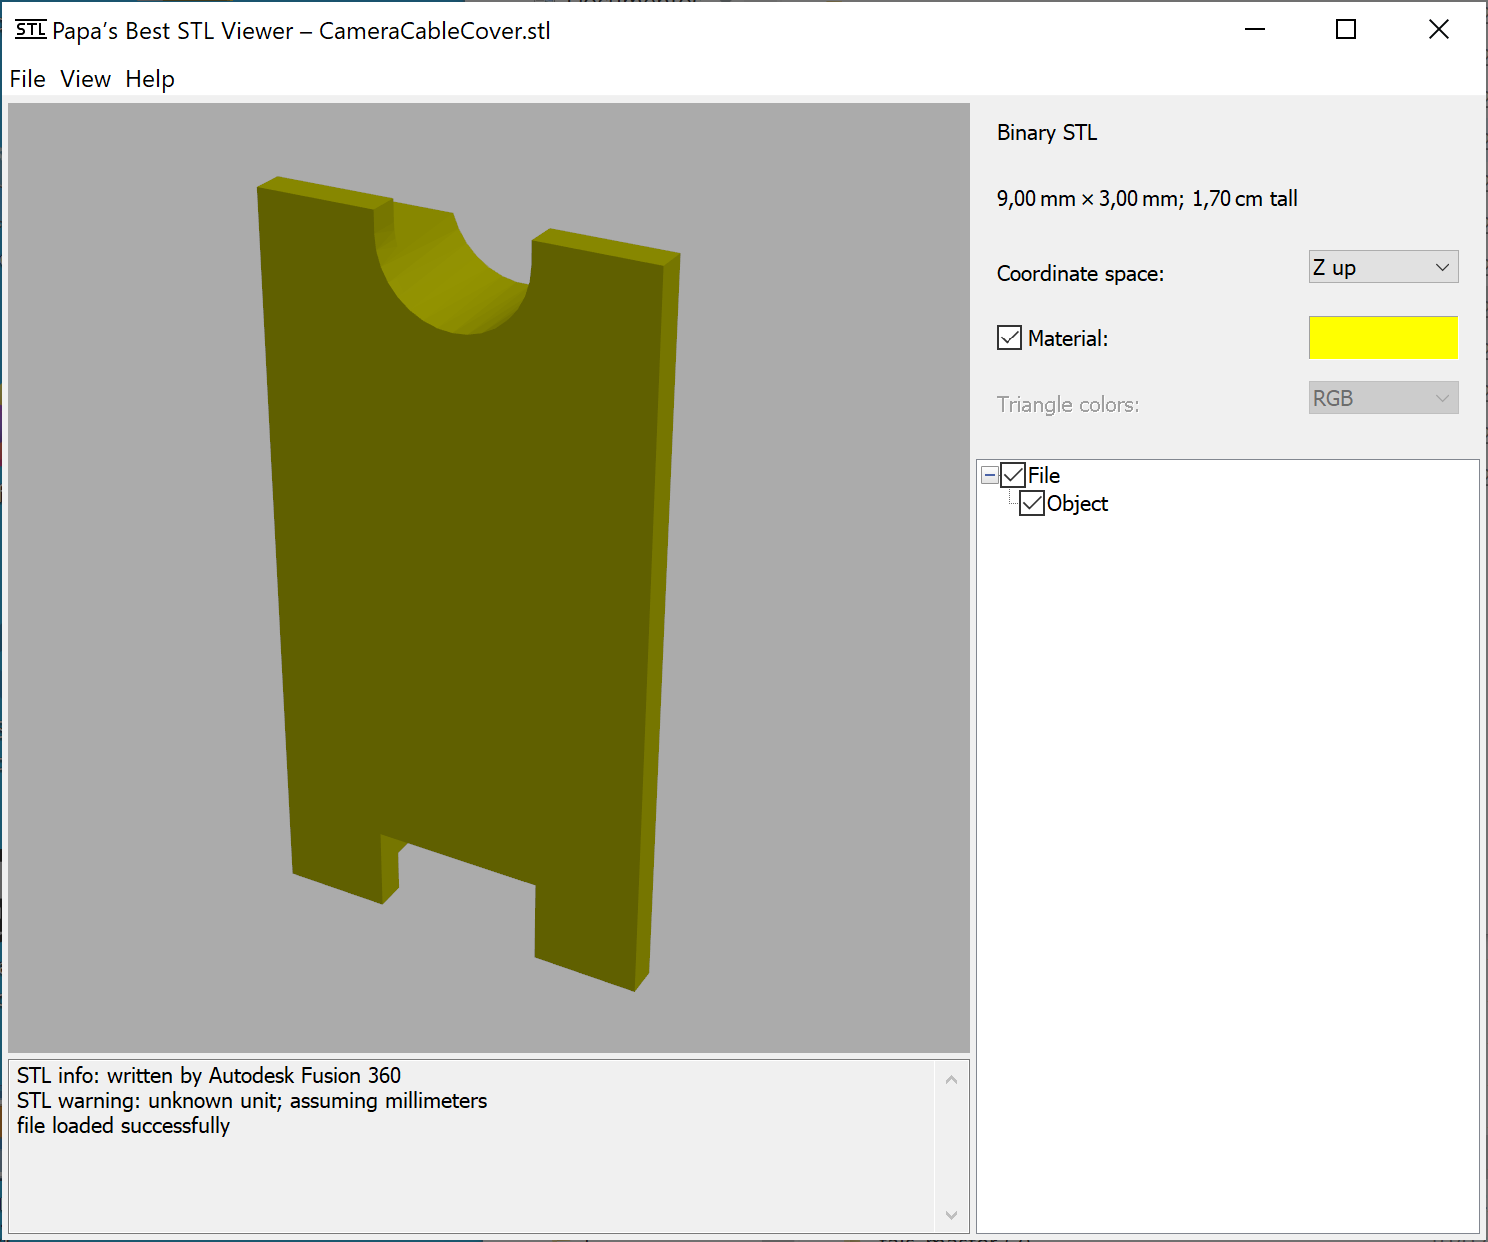 STL Papa’s Best STL Viewer – CameraCableCover.stl
File View Help
Binary STL
9,00 mm × 3,00 mm; 1,70 cm tall
Coordinate space: Z up
Material:
Triangle colors: RGB
File
Object
STL info: written by Autodesk Fusion 360
STL warning: unknown unit; assuming millimeters
file loaded successfully